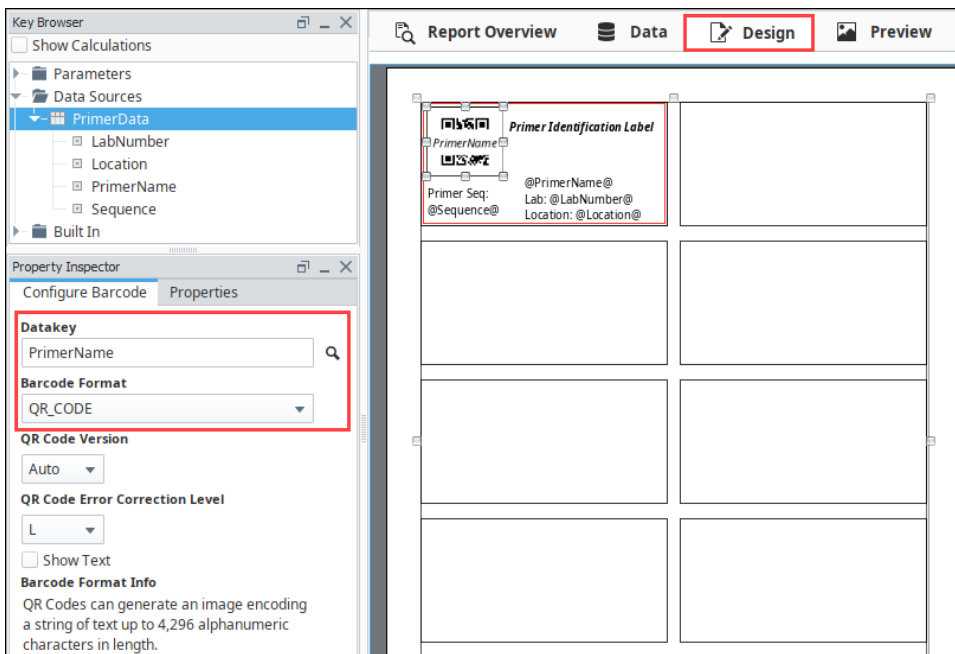 Key Browser
Show Calculations
Parameters
Data Sources
PrimerData
LabNumber
Location
PrimerName
Sequence
Built In
Property Inspector
Configure Barcode Properties
Datakey
PrimerName
Barcode Format
QR_CODE
QR Code Version
Auto
QR Code Error Correction Level
L
Show Text
Barcode Format Info
QR Codes can generate an image encoding
a string of text up to 4,296 alphanumeric
characters in length.
Report Overview Data Design Preview
Primer Identification Label
PrimerName
Primer Seq:
@Sequence@
@PrimerName@
Lab: @LabNumber@
Location: @Location@